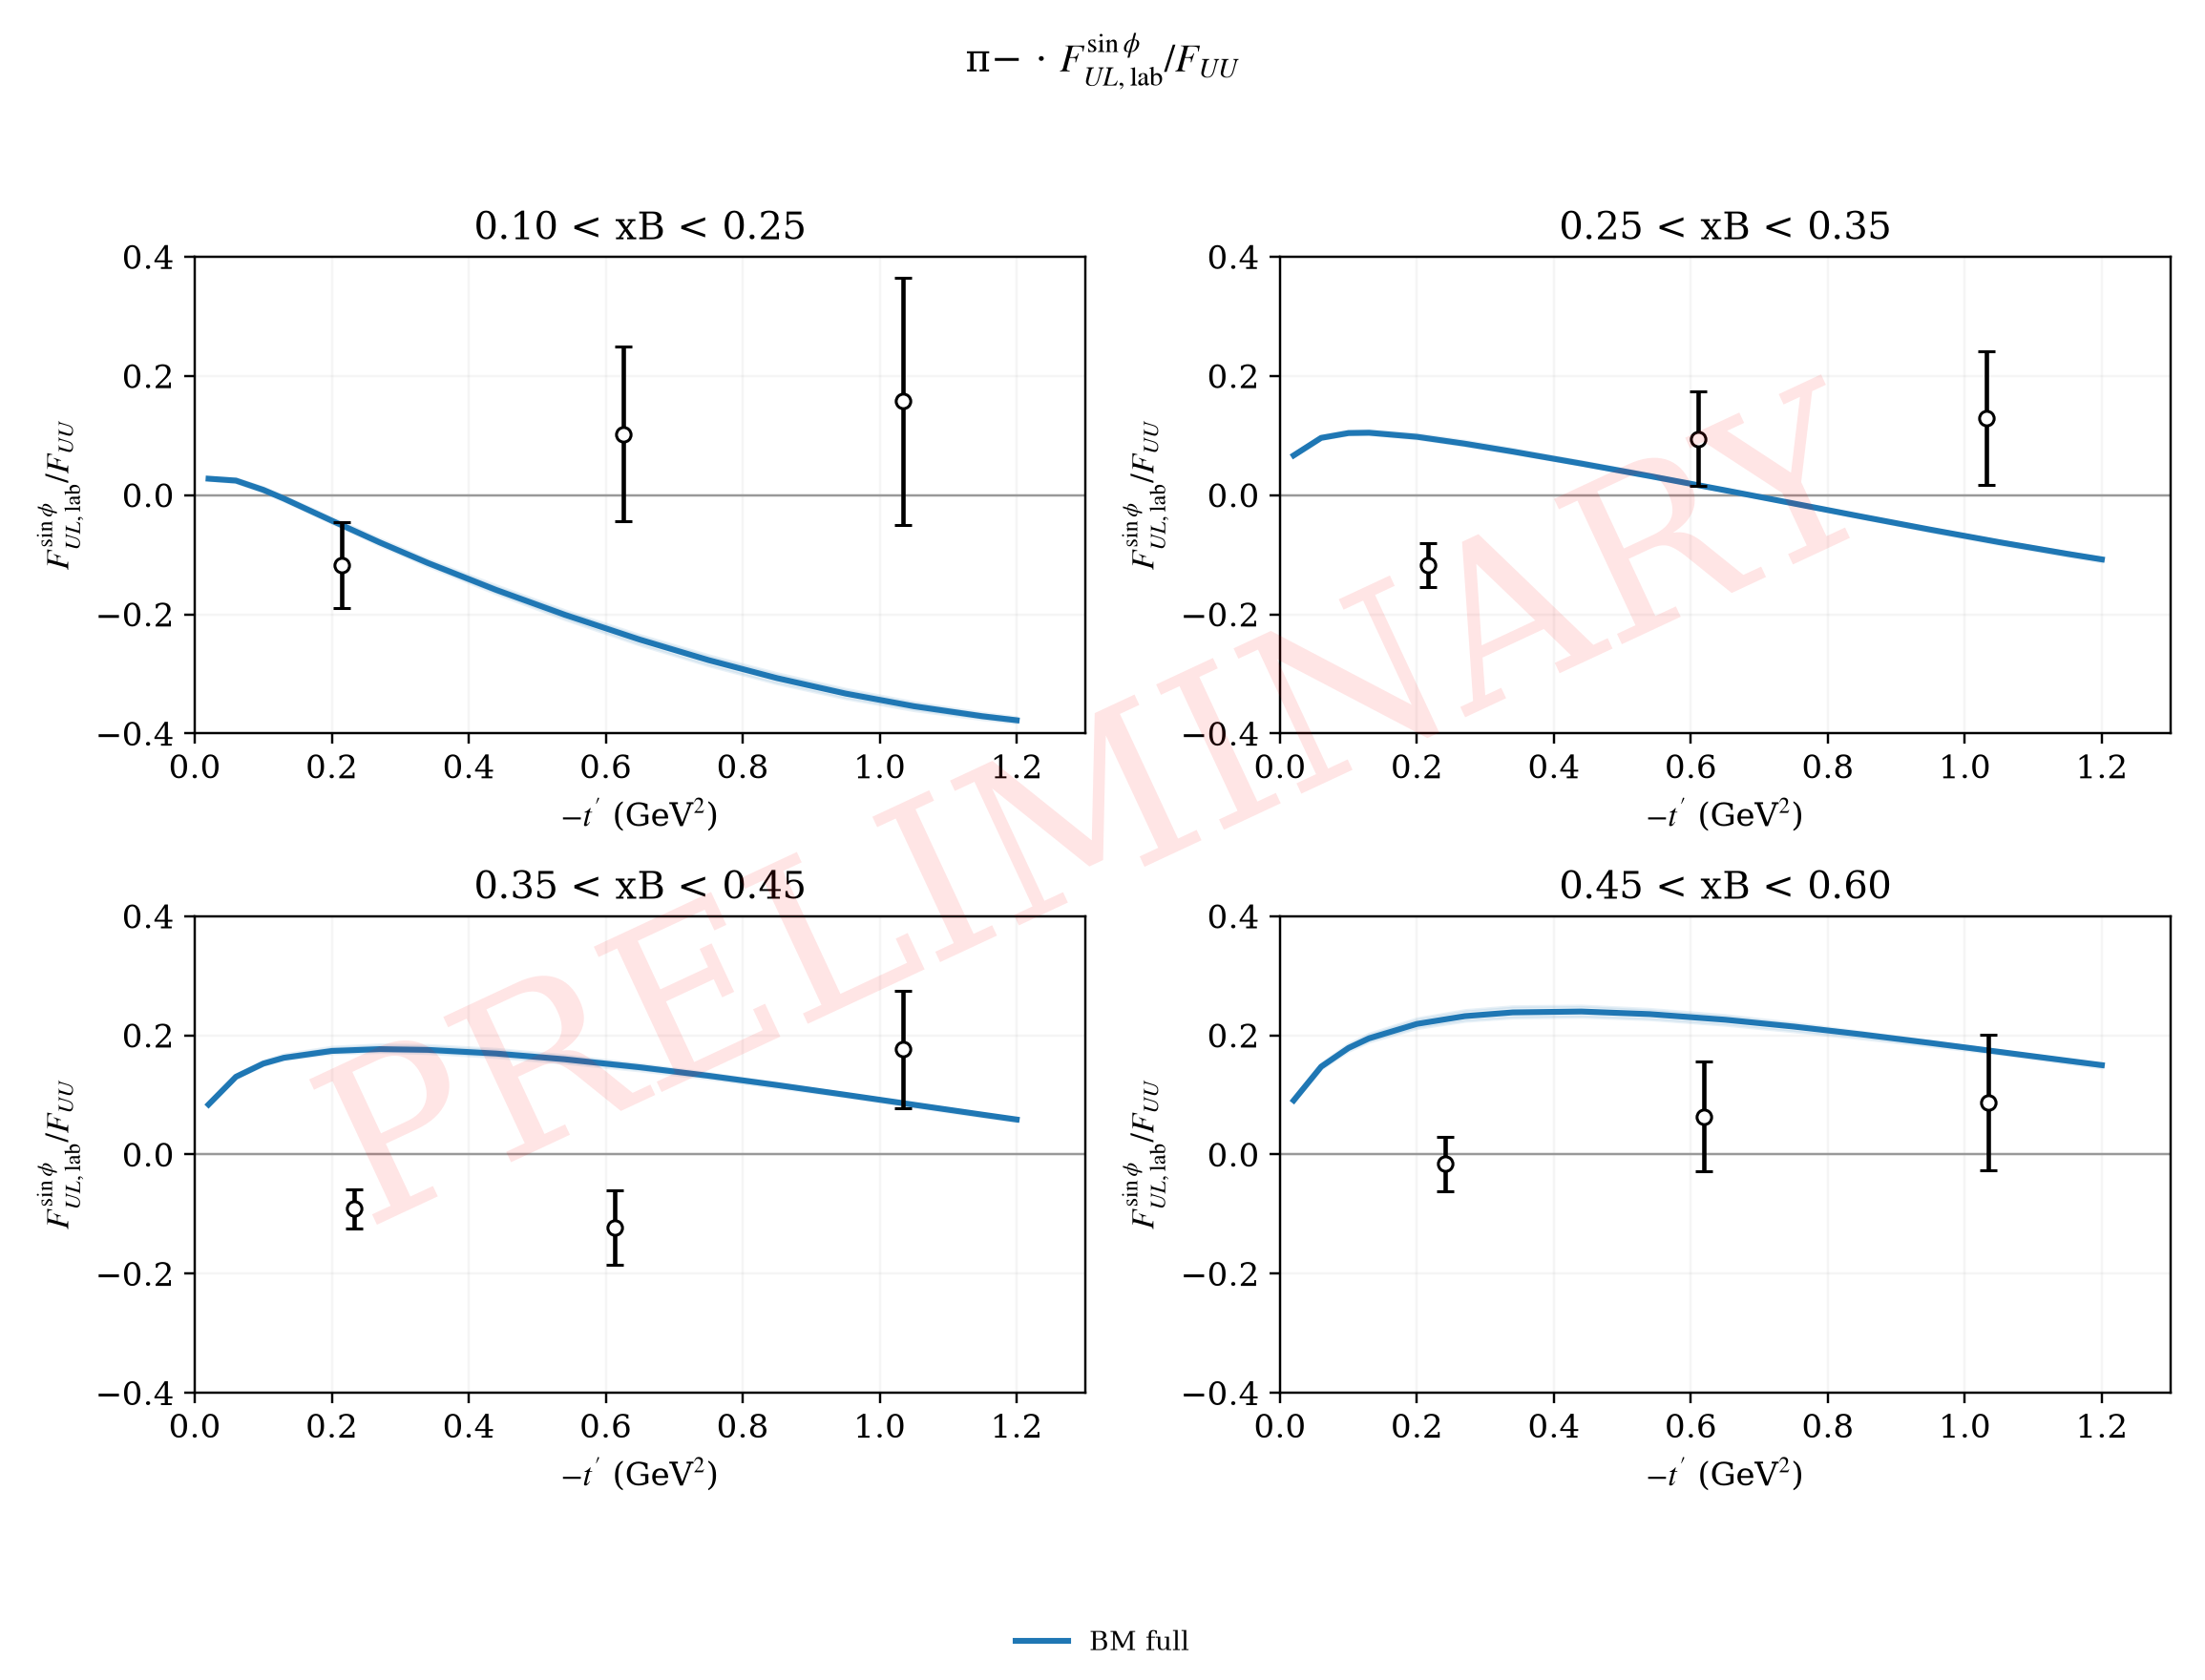 π− · F^{sin ϕ}_{UL, lab}/F_{UU}
0.10 < xB < 0.25
0.4
0.2
0.0
−0.2
−0.4
F^{sin ϕ}_{UL, lab}/F_{UU}
0.0 0.2 0.4 0.6 0.8 1.0 1.2
−t′ (GeV²)
0.25 < xB < 0.35
0.4
0.2
0.0
−0.2
−0.4
F^{sin ϕ}_{UL, lab}/F_{UU}
0.0 0.2 0.4 0.6 0.8 1.0 1.2
−t′ (GeV²)
PRELIMINARY
0.35 < xB < 0.45
0.4
0.2
0.0
−0.2
−0.4
F^{sin ϕ}_{UL, lab}/F_{UU}
0.0 0.2 0.4 0.6 0.8 1.0 1.2
−t′ (GeV²)
0.45 < xB < 0.60
0.4
0.2
0.0
−0.2
−0.4
F^{sin ϕ}_{UL, lab}/F_{UU}
0.0 0.2 0.4 0.6 0.8 1.0 1.2
−t′ (GeV²)
BM full